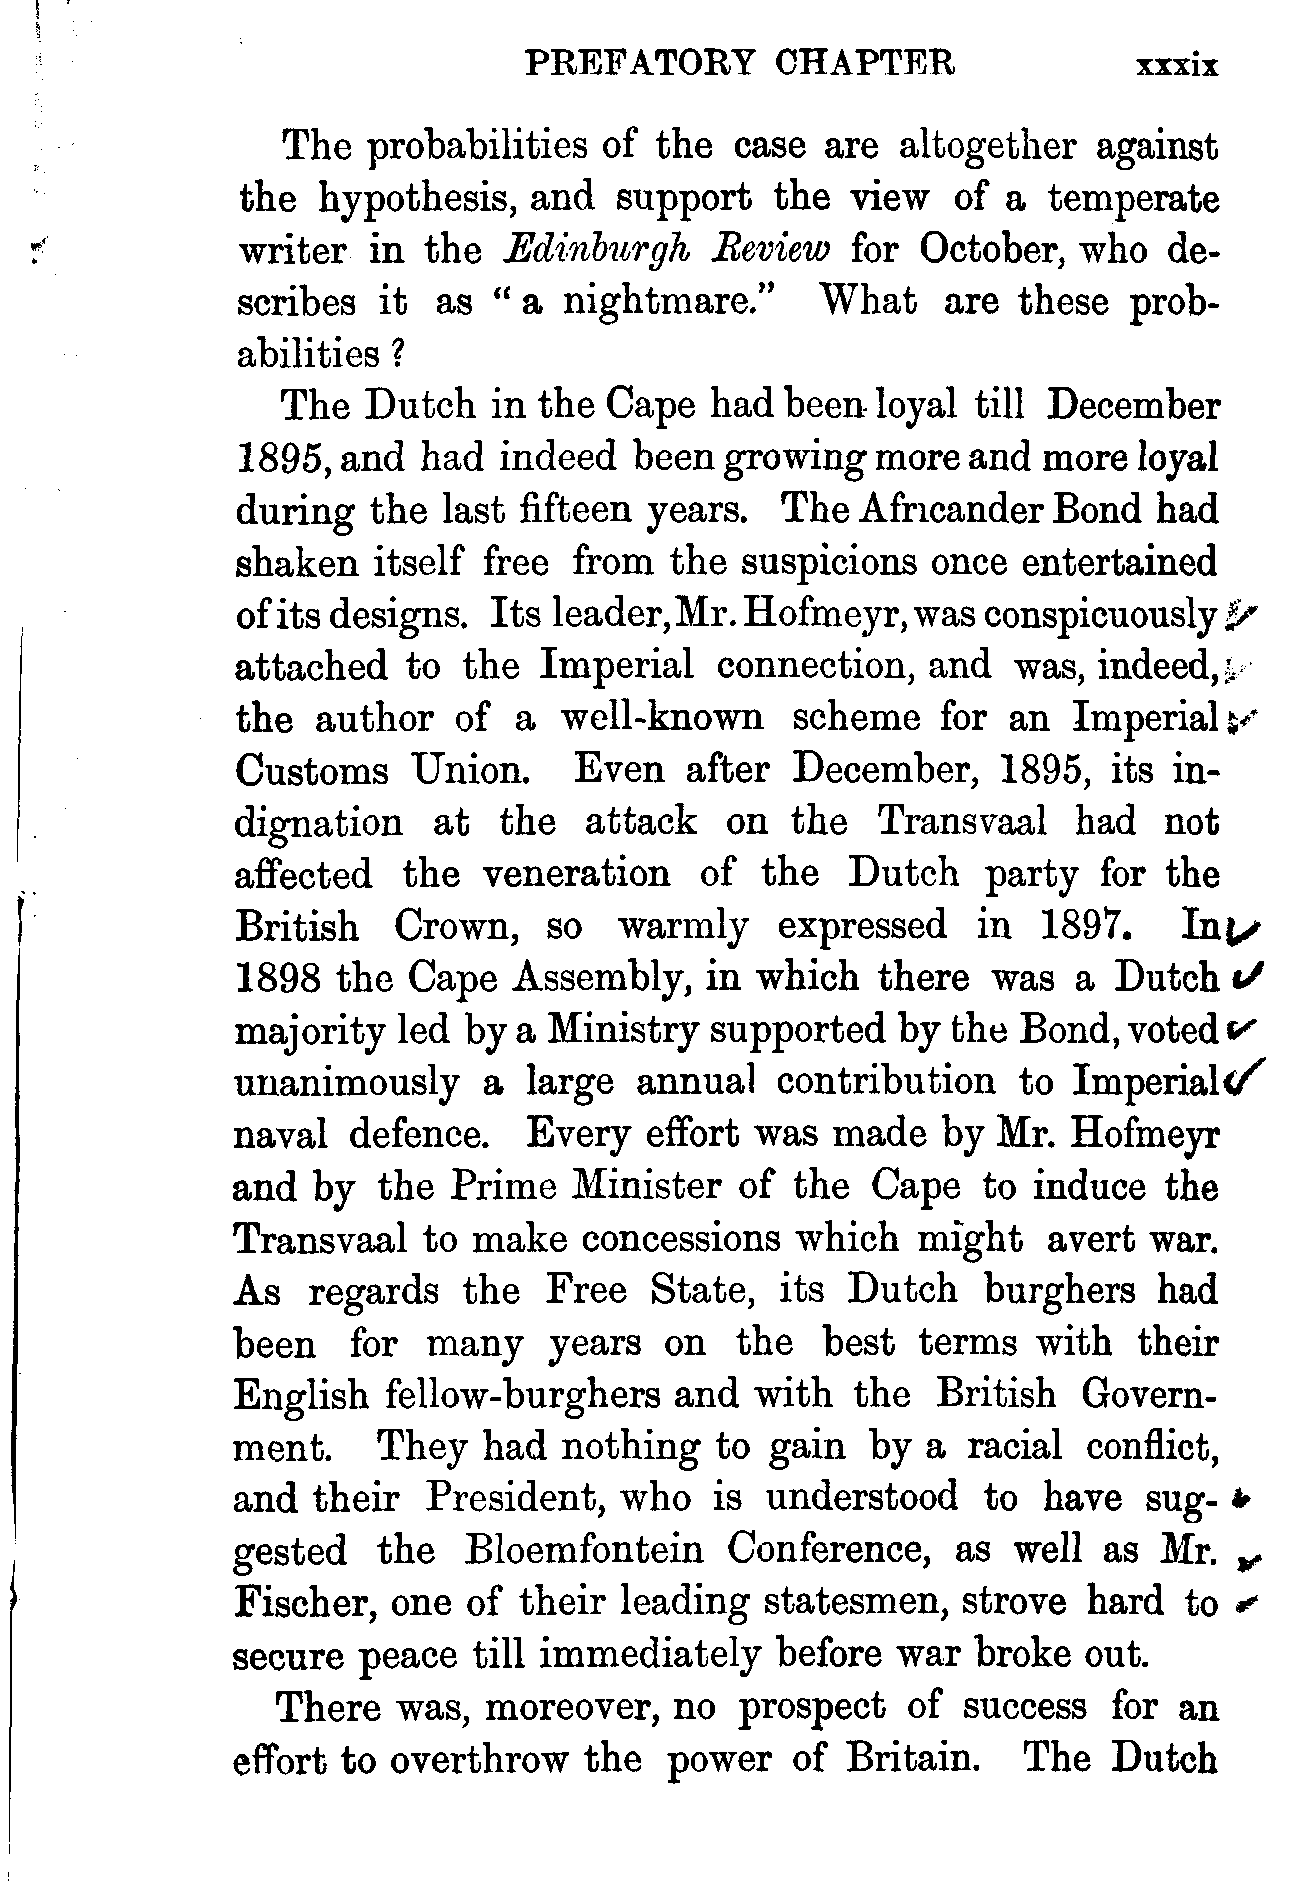 PREFATORY CHAPTER xxxix
The probabilities of the case are altogether against
the hypothesis, and support the view of a temperate
writer in the Edinburgh Review for October, who de-
scribes it as “a nightmare.” What are these prob-
abilities?
The Dutch in the Cape had been loyal till December
1895, and had indeed been growing more and more loyal
during the last fifteen years. The Africander Bond had
shaken itself free from the suspicions once entertained
of its designs. Its leader, Mr. Hofmeyr, was conspicuously
attached to the Imperial connection, and was, indeed,
the author of a well-known scheme for an Imperial
Customs Union. Even after December, 1895, its in-
dignation at the attack on the Transvaal had not
affected the veneration of the Dutch party for the
British Crown, so warmly expressed in 1897. In
1898 the Cape Assembly, in which there was a Dutch
majority led by a Ministry supported by the Bond, voted
unanimously a large annual contribution to Imperial
naval defence. Every effort was made by Mr. Hofmeyr
and by the Prime Minister of the Cape to induce the
Transvaal to make concessions which might avert war.
As regards the Free State, its Dutch burghers had
been for many years on the best terms with their
English fellow-burghers and with the British Govern-
ment. They had nothing to gain by a racial conflict,
and their President, who is understood to have sug-
gested the Bloemfontein Conference, as well as Mr.
Fischer, one of their leading statesmen, strove hard to
secure peace till immediately before war broke out.
There was, moreover, no prospect of success for an
effort to overthrow the power of Britain. The Dutch